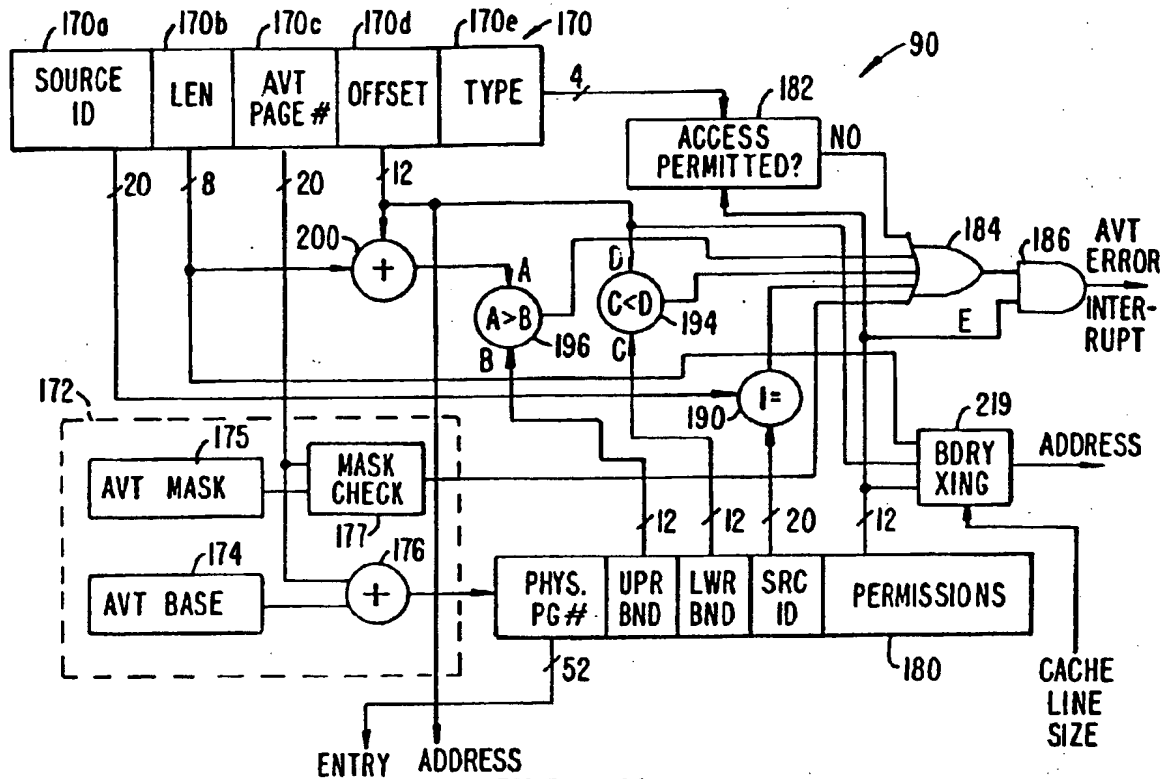 170a
170b
170c
170d
170e
170
90
SOURCE
ID
LEN
AVT
PAGE #
OFFSET
TYPE
4
182
ACCESS
PERMITTED?
NO
20
8
20
12
200
+
A
D
184
186
AVT
ERROR
INTER-
RUPT
A>B
196
C<D
194
B
C
E
172
190
!=
219
175
AVT MASK
MASK
CHECK
177
BDRY
XING
ADDRESS
174
AVT BASE
176
+
12
12
20
12
PHYS.
PG#
UPR
BND
LWR
BND
SRC
ID
PERMISSIONS
52
180
CACHE
LINE
SIZE
ENTRY
ADDRESS